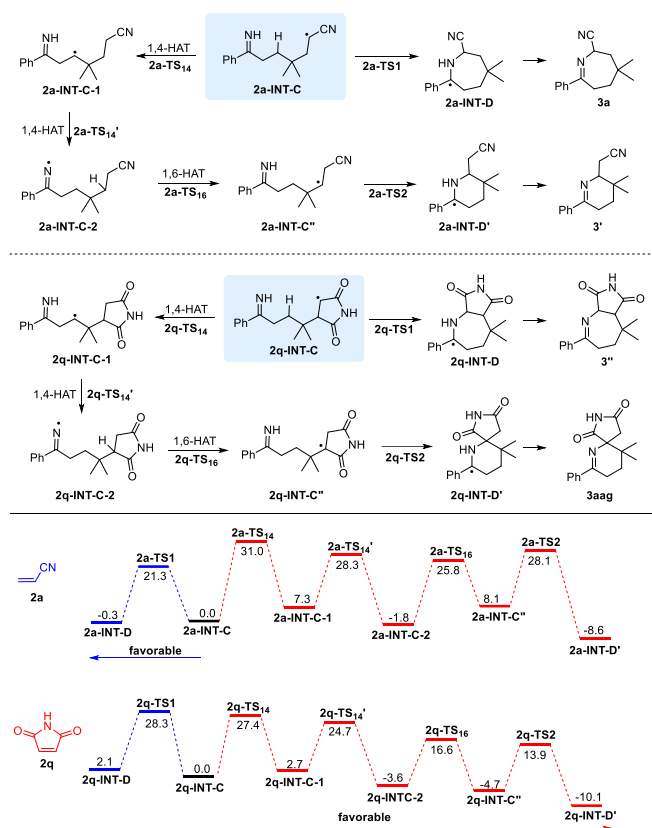 NH
CN
Ph
2a-INT-C-1
1,4-HAT
2a-TS14
NH
H
CN
Ph
2a-INT-C
2a-TS1
CN
HN
Ph
2a-INT-D
CN
N
Ph
3a
1,4-HAT
2a-TS14'
N
H
CN
Ph
2a-INT-C-2
1,6-HAT
2a-TS16
NH
CN
Ph
2a-INT-C''
2a-TS2
CN
HN
Ph
2a-INT-D'
CN
N
Ph
3'
NH
O
NH
O
Ph
2q-INT-C-1
1,4-HAT
2q-TS14
NH
H
O
NH
O
Ph
2q-INT-C
2q-TS1
H
N
O
O
HN
Ph
2q-INT-D
H
N
O
O
N
Ph
3''
1,4-HAT
2q-TS14'
N
H
O
NH
O
Ph
2q-INT-C-2
1,6-HAT
2q-TS16
NH
O
NH
O
Ph
2q-INT-C''
2q-TS2
O
HN
O
HN
Ph
2q-INT-D'
O
HN
O
N
Ph
3aag
CN
2a
-0.3
2a-INT-D
2a-TS1
21.3
0.0
2a-INT-C
2a-TS14
31.0
7.3
2a-INT-C-1
2a-TS14'
28.3
-1.8
2a-INT-C-2
2a-TS16
25.8
8.1
2a-INT-C''
2a-TS2
28.1
-8.6
2a-INT-D'
favorable
H
N
O
O
2q
2.1
2q-INT-D
2q-TS1
28.3
0.0
2q-INT-C
2q-TS14
27.4
2.7
2q-INT-C-1
2q-TS14'
24.7
-3.6
2q-INTC-2
2q-TS16
16.6
-4.7
2q-INT-C''
2q-TS2
13.9
-10.1
2q-INT-D'
favorable